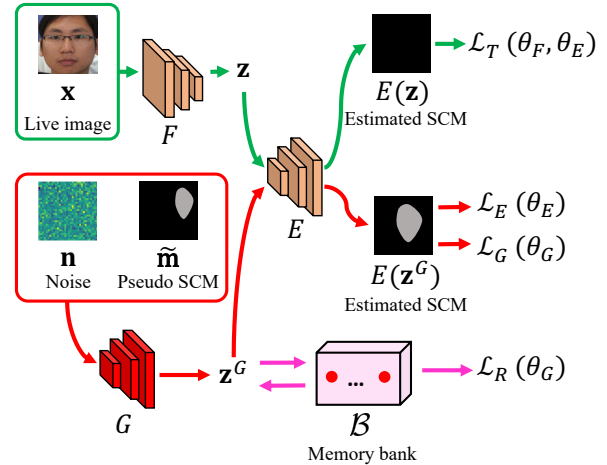 x
Live image
F
z
E(z)
Estimated SCM
ℒ_T (θ_F, θ_E)
E
n
Noise
m̃
Pseudo SCM
E(z^G)
Estimated SCM
ℒ_E (θ_E)
ℒ_G (θ_G)
G
z^G
...
ℬ
Memory bank
ℒ_R (θ_G)